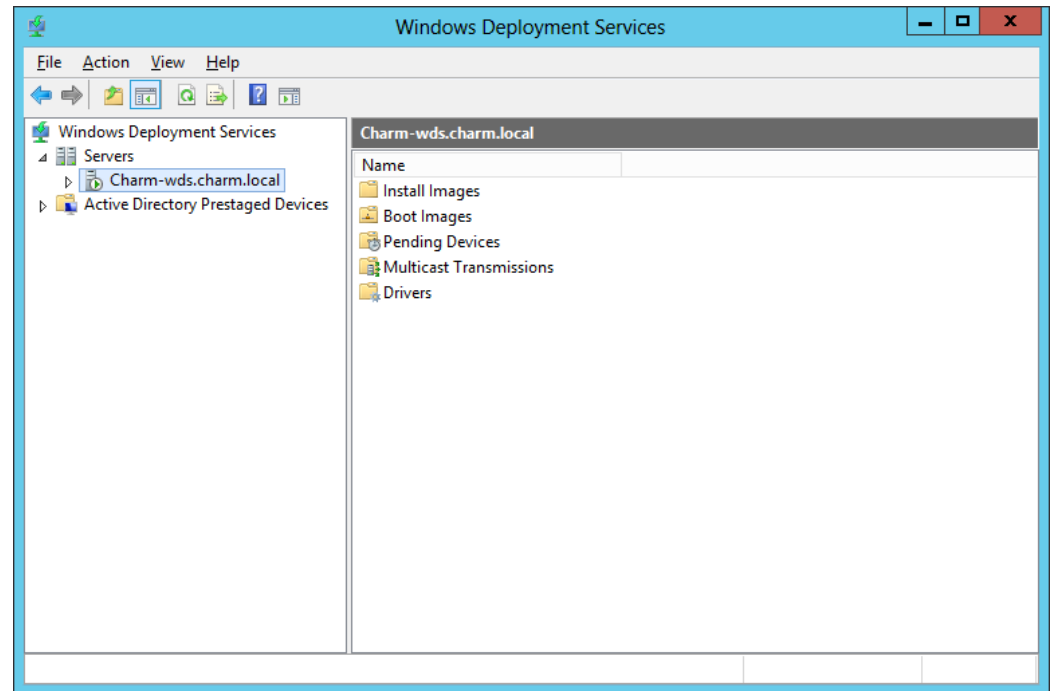 Windows Deployment Services
File Action View Help
Windows Deployment Services
Servers
Charm-wds.charm.local
Active Directory Prestaged Devices
Charm-wds.charm.local
Name
Install Images
Boot Images
Pending Devices
Multicast Transmissions
Drivers